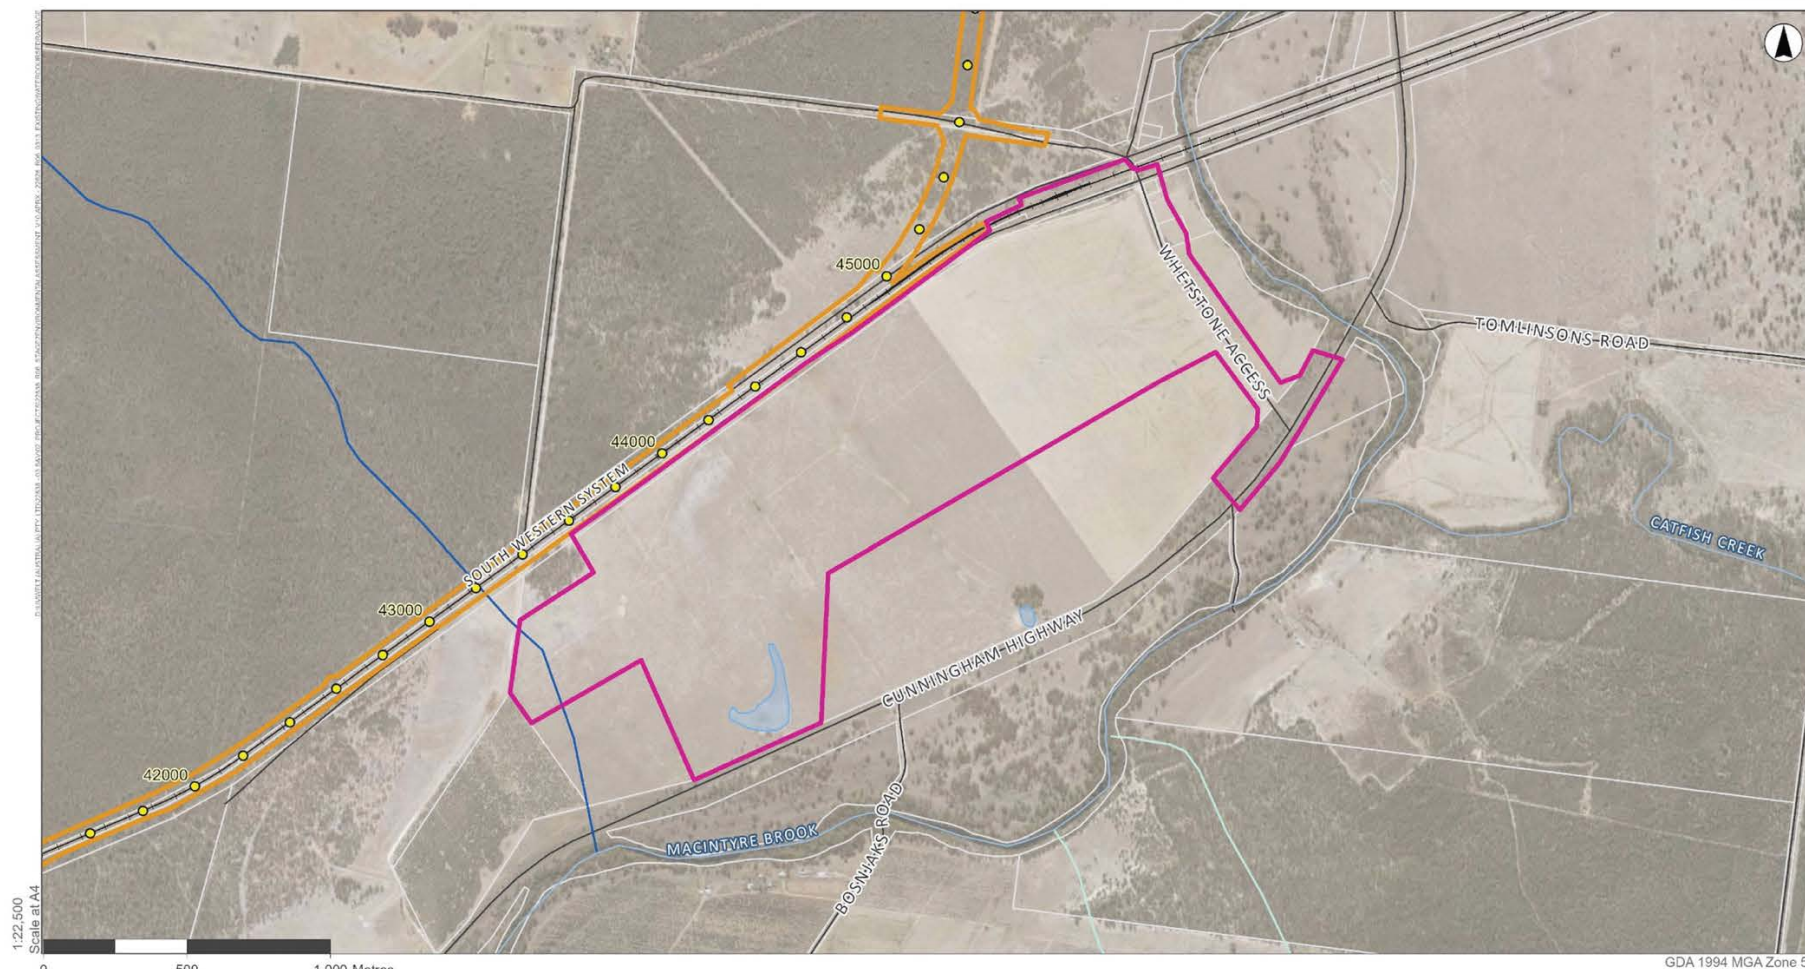 WHETSTONE ACCESS
45000
TOMLINSONS ROAD
44000
SOUTH WESTERN SYSTEM
CATFISH CREEK
43000
CUNNINGHAM HIGHWAY
42000
MACINTYRE BROOK
BOSNJAKS ROAD
1:22,500
Scale at A4
0 500 1,000 Metres
GDA 1994 MGA Zone 5